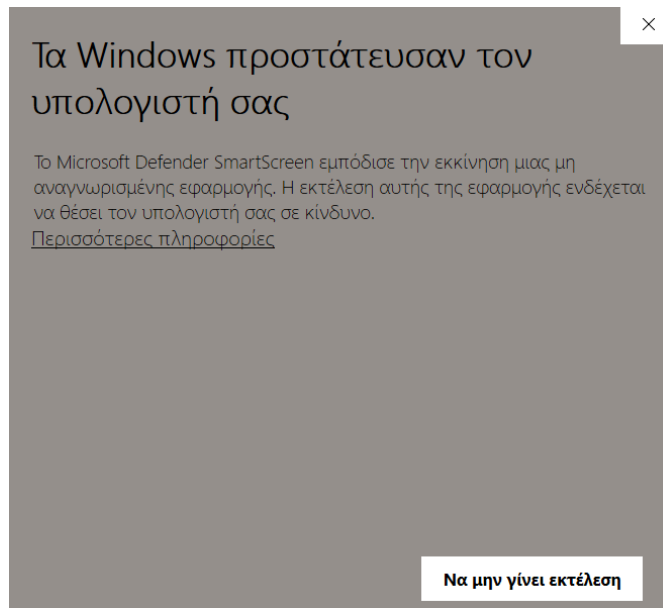 Τα Windows προστάτευσαν τον
υπολογιστή σας
Το Microsoft Defender SmartScreen εμπόδισε την εκκίνηση μιας μη
αναγνωρισμένης εφαρμογής. Η εκτέλεση αυτής της εφαρμογής ενδέχεται
να θέσει τον υπολογιστή σας σε κίνδυνο.
Περισσότερες πληροφορίες
Να μην γίνει εκτέλεση